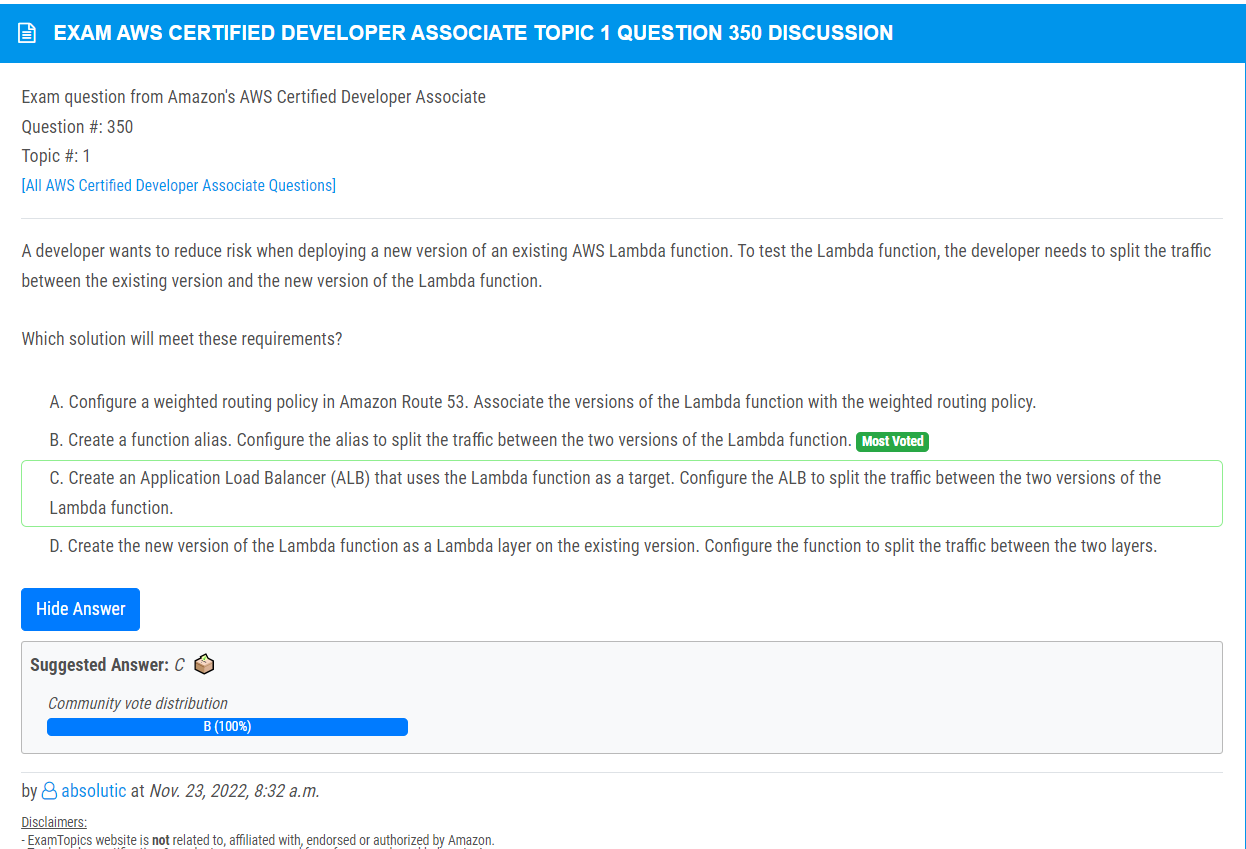 EXAM AWS CERTIFIED DEVELOPER ASSOCIATE TOPIC 1 QUESTION 350 DISCUSSION
Exam question from Amazon's AWS Certified Developer Associate
Question #: 350
Topic #: 1
[All AWS Certified Developer Associate Questions]
A developer wants to reduce risk when deploying a new version of an existing AWS Lambda function. To test the Lambda function, the developer needs to split the traffic
between the existing version and the new version of the Lambda function.
Which solution will meet these requirements?
A. Configure a weighted routing policy in Amazon Route 53. Associate the versions of the Lambda function with the weighted routing policy.
B. Create a function alias. Configure the alias to split the traffic between the two versions of the Lambda function. Most Voted
C. Create an Application Load Balancer (ALB) that uses the Lambda function as a target. Configure the ALB to split the traffic between the two versions of the
Lambda function.
D. Create the new version of the Lambda function as a Lambda layer on the existing version. Configure the function to split the traffic between the two layers.
Hide Answer
Suggested Answer: C
Community vote distribution
B (100%)
by absolutic at Nov. 23, 2022, 8:32 a.m.
Disclaimers:
- ExamTopics website is not related to, affiliated with, endorsed or authorized by Amazon.